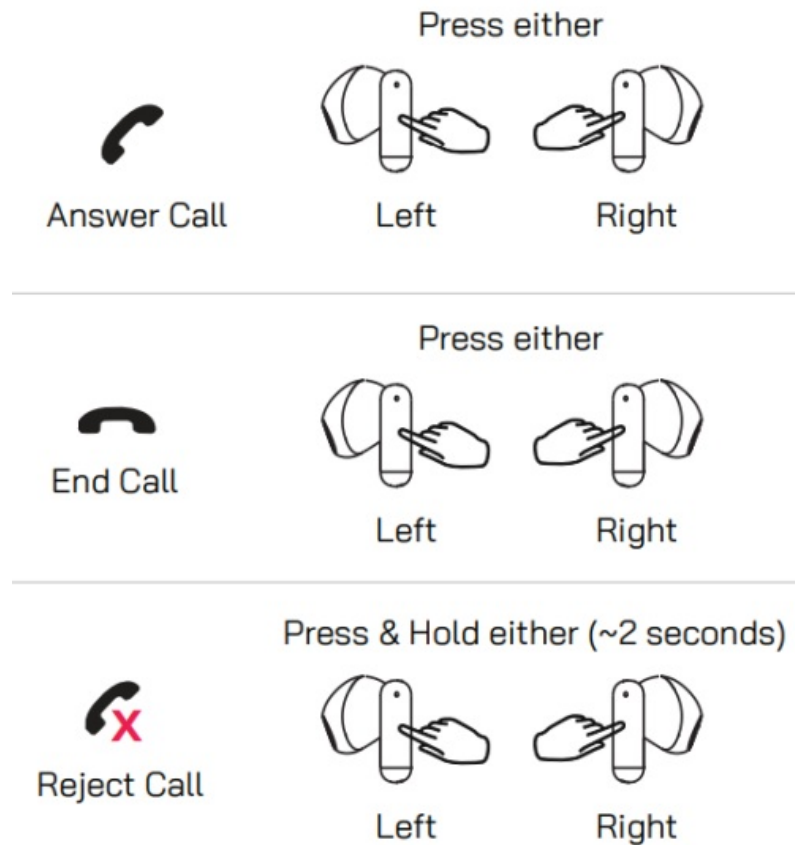 Press either
Answer Call
Left
Right
Press either
End Call
Left
Right
Press & Hold either (~2 seconds)
Reject Call
Left
Right